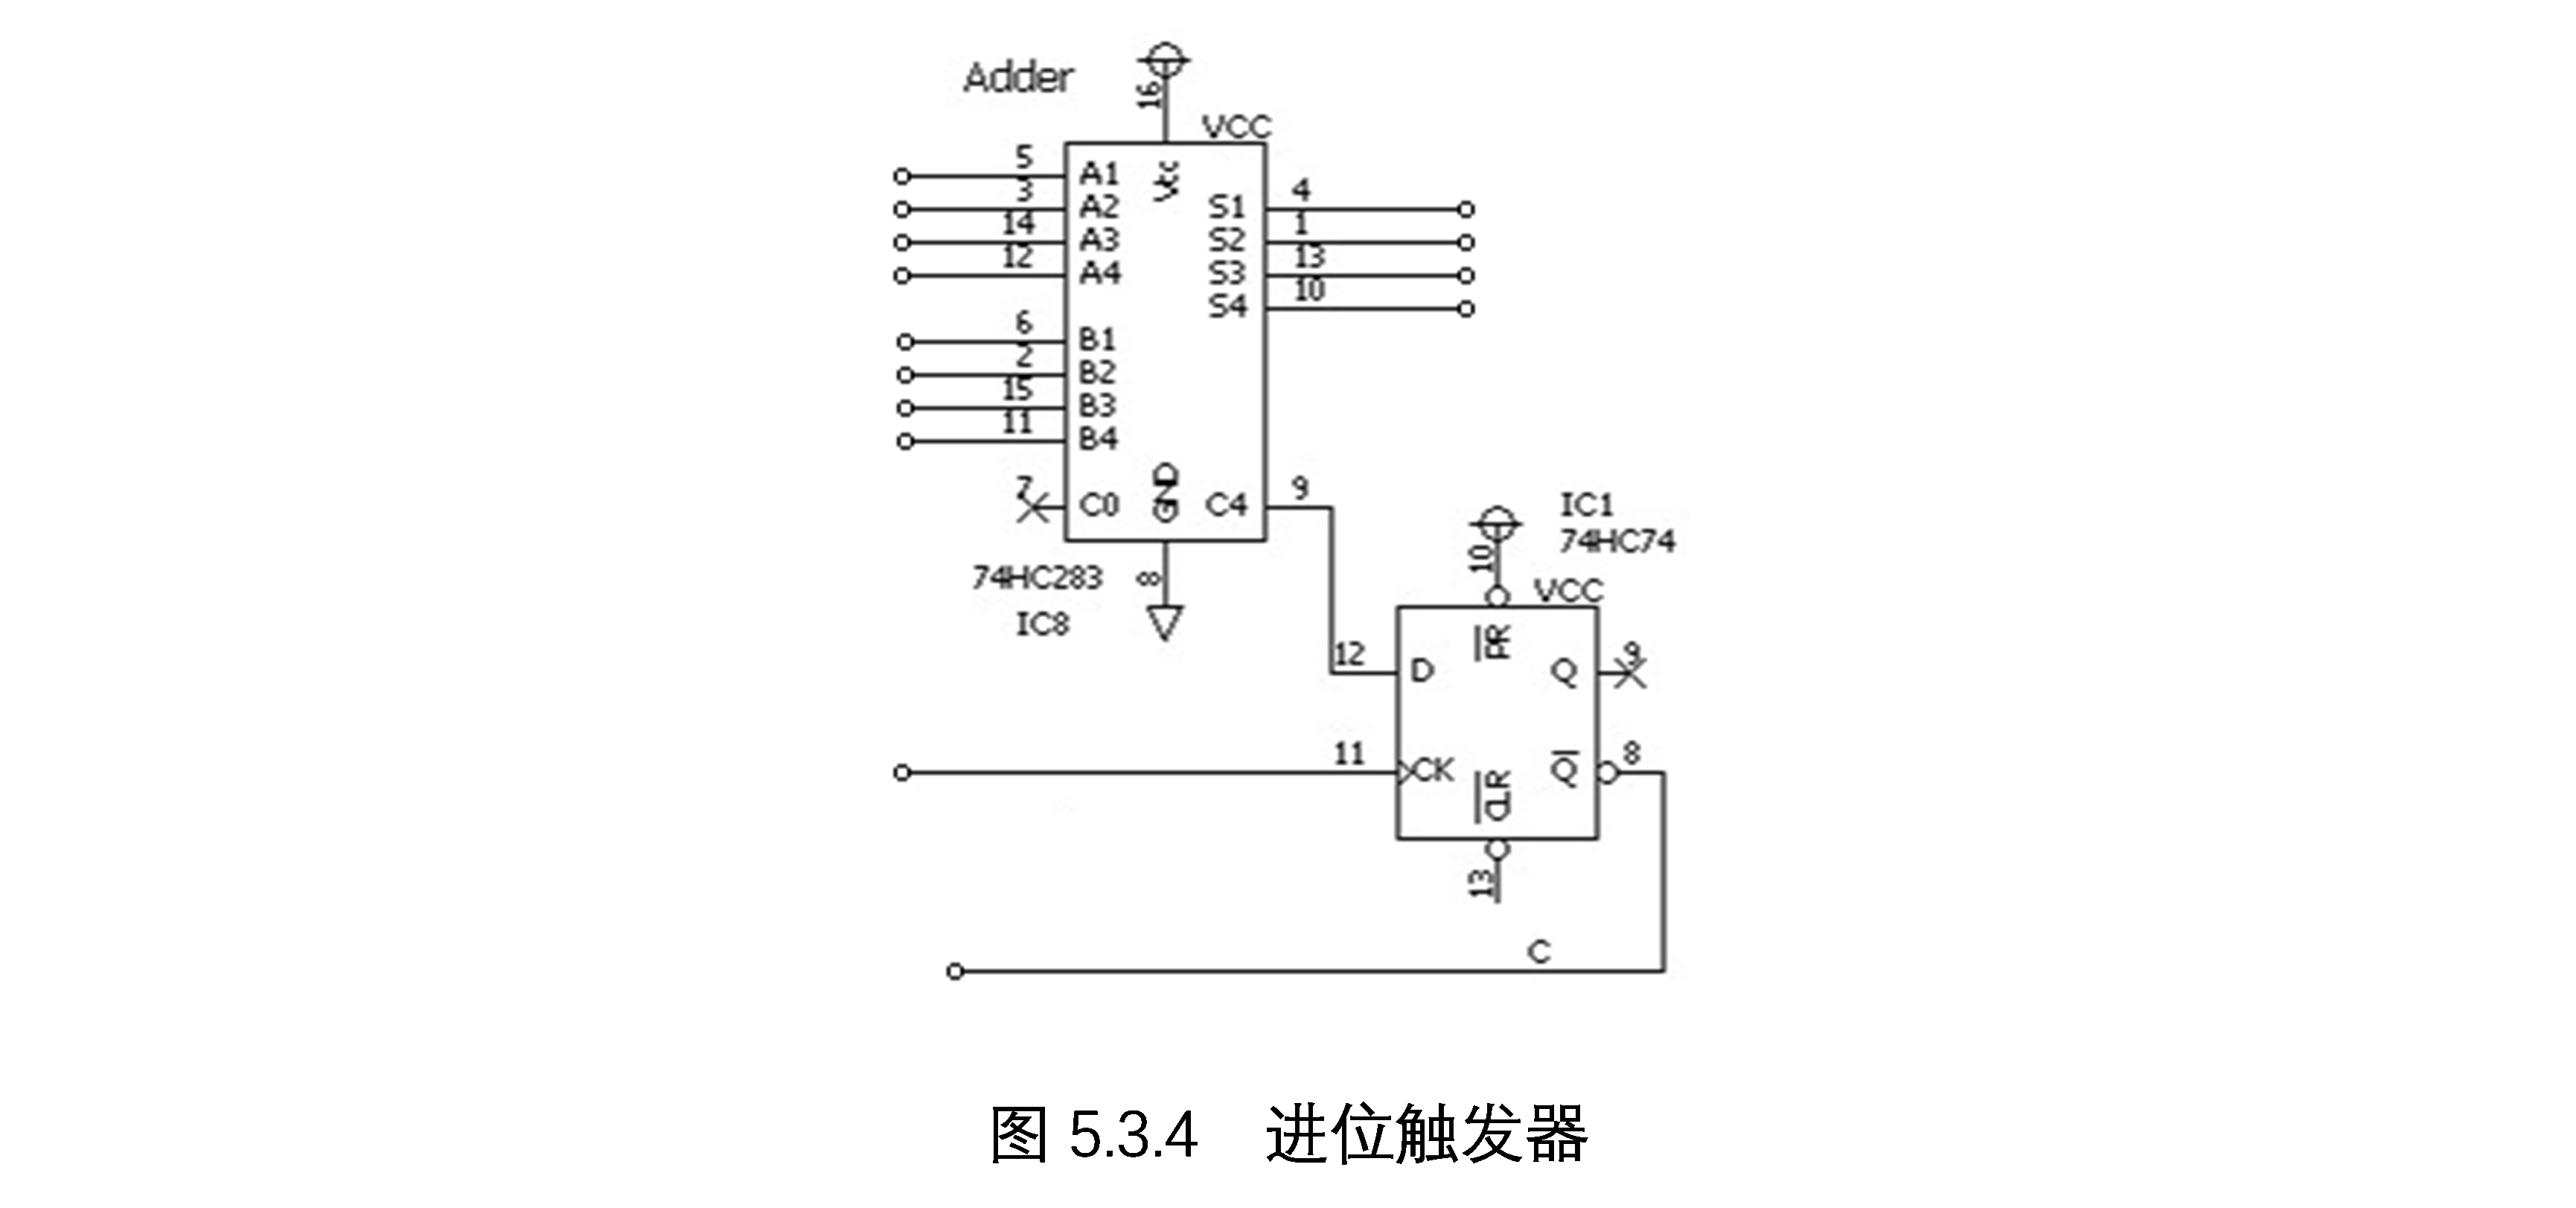 Adder
16
VCC
5 A1 Vcc
3 A2 S1 4
14 A3 S2 1
12 A4 S3 13
S4 10
6 B1
2 B2
15 B3
11 B4
7 C0 GND C4 9
74HC283 8
IC8
IC1
74HC74
10
VCC
12 D PR Q 9
11 CK CLR Q 8
13
C
图 5.3.4 进位触发器